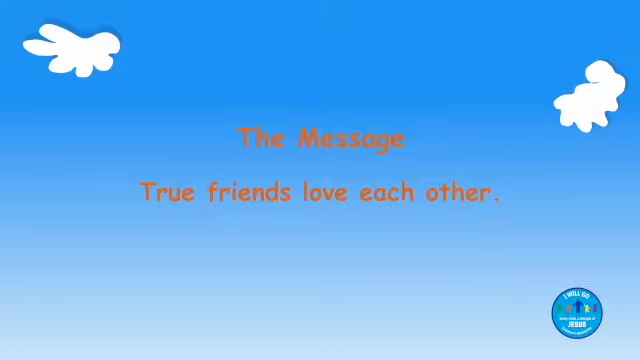 The Message
True friends love each other.
I WILL GO
JESUS